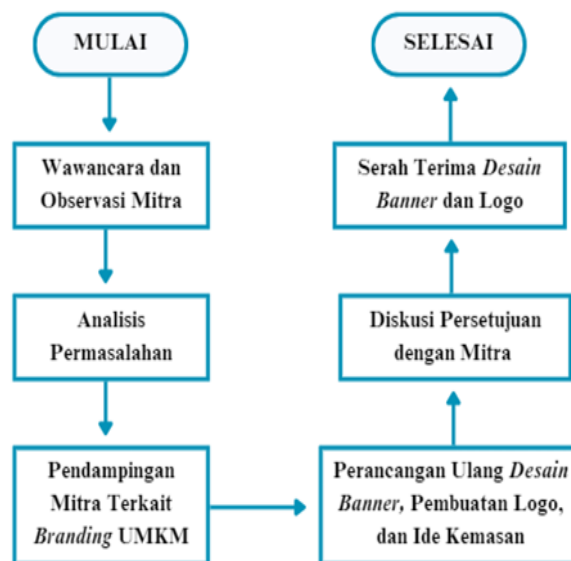 MULAI
Wawancara dan
Observasi Mitra
Analisis
Permasalahan
Pendampingan
Mitra Terkait
Branding UMKM
Perancangan Ulang Desain
Banner, Pembuatan Logo,
dan Ide Kemasan
Diskusi Persetujuan
dengan Mitra
Serah Terima Desain
Banner dan Logo
SELESAI